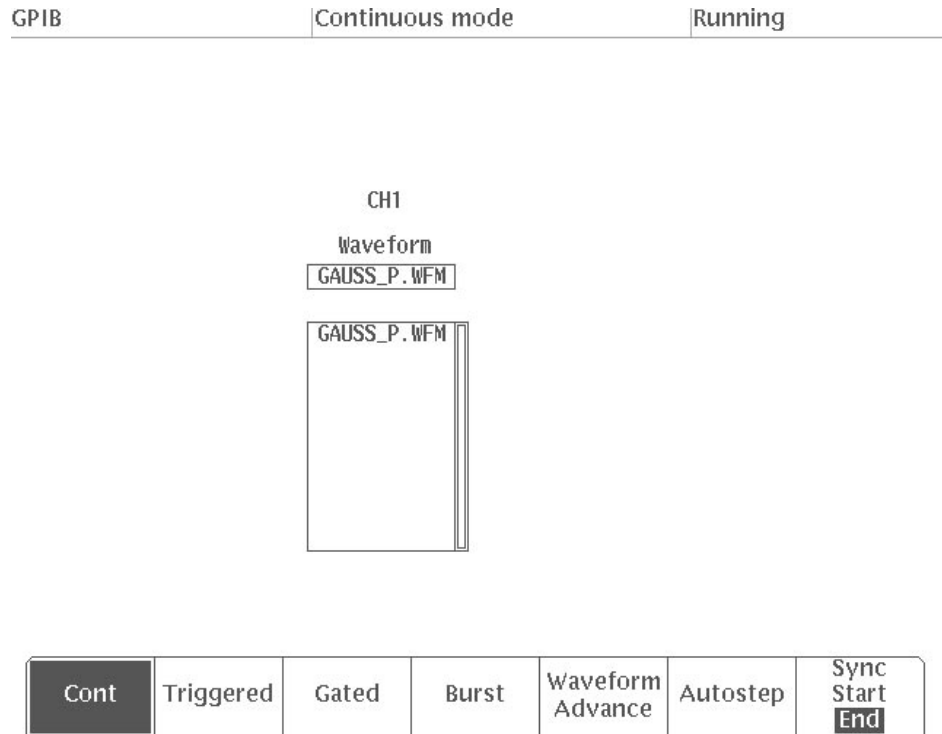 GPIB Continuous mode Running
CH1
Waveform
GAUSS_P.WFM
GAUSS_P.WFM
Cont
Triggered
Gated
Burst
Waveform
Advance
Autostep
Sync
Start
End